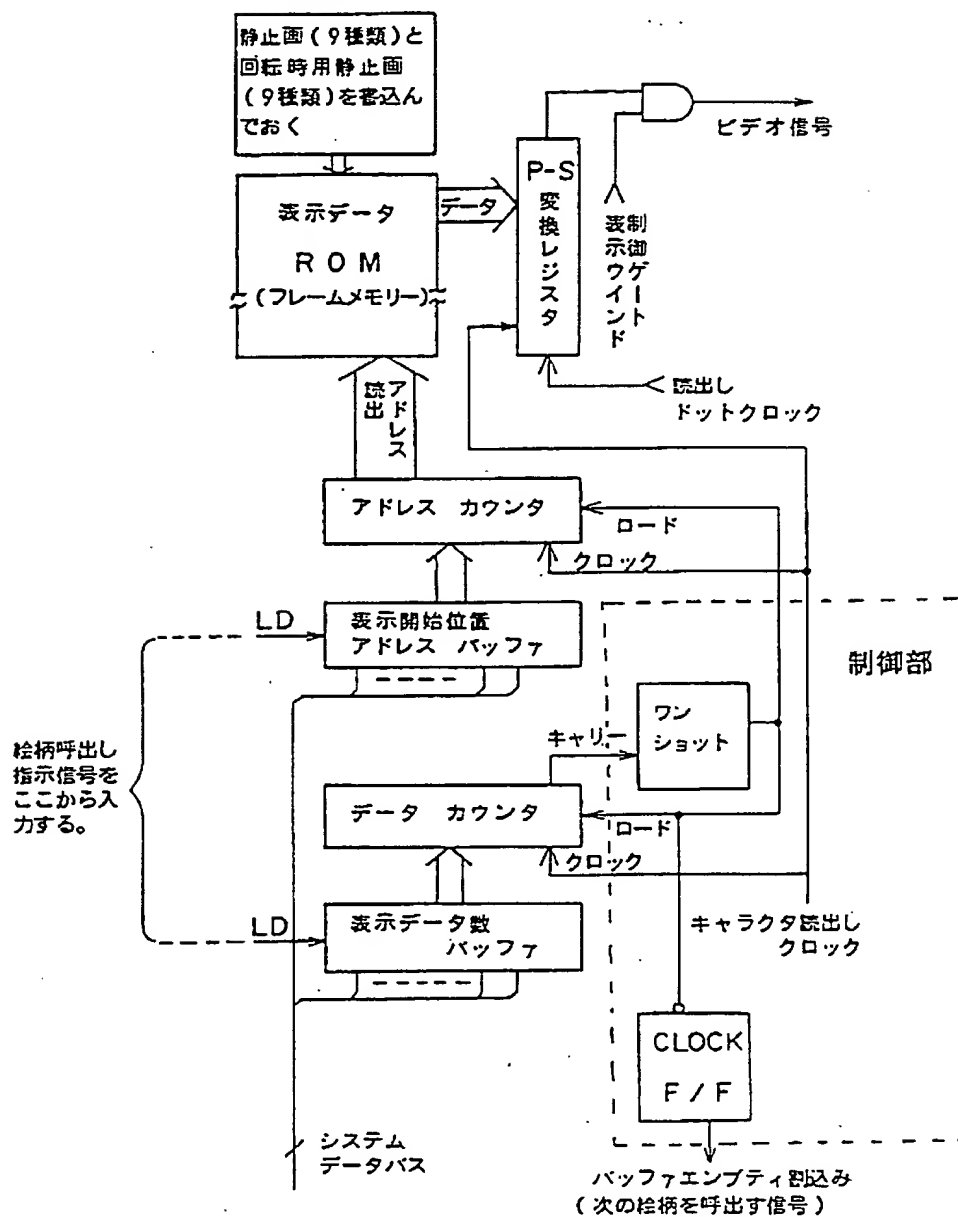 静止画(9種類)と
回転時用静止画
(9種類)を書込ん
でおく
表示データ
ROM
(フレームメモリー)
データ
P-S
変換レジスタ
ビデオ信号
表示ウインド
制御ゲート
読出し
ドットクロック
読出
アドレス
アドレス カウンタ
ロード
クロック
LD
表示開始位置
アドレス バッファ
制御部
ワン
ショット
キャリー
絵柄呼出し
指示信号を
ここから入
力する。
データ カウンタ
ロード
クロック
LD
表示データ数
バッファ
キャラクタ読出し
クロック
CLOCK
F/F
システム
データバス
バッファエンプティ割込み
(次の絵柄を呼出す信号)